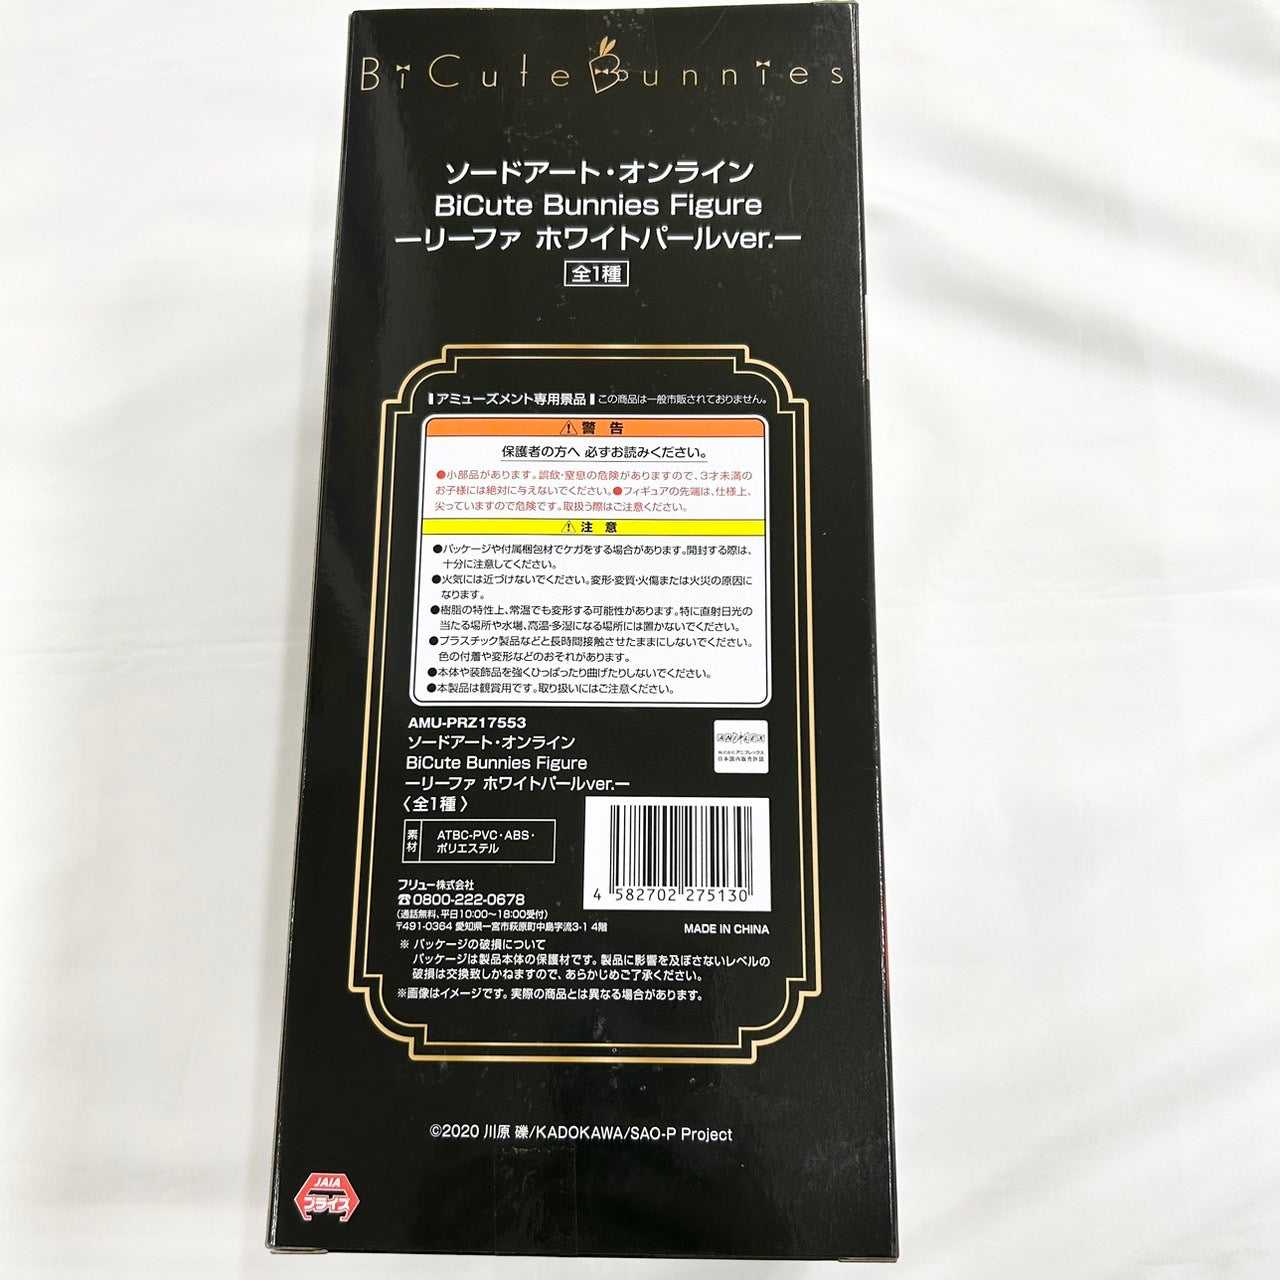 BiCute Bunnies
ソードアート・オンライン
BiCute Bunnies Figure
ーリーファ ホワイトパールver.ー
全1種
アミューズメント専用景品 この商品は一般市販されておりません。
⚠警 告
保護者の方へ 必ずお読みください。
●小部品があります。誤飲・窒息の危険がありますので、3才未満の
お子様には絶対に与えないでください。●フィギュアの先端は、仕様上、
尖っていますので危険です。取扱う際はご注意ください。
⚠注 意
●パッケージや付属梱包材でケガをする場合があります。開封する際は、
十分に注意してください。
●火気には近づけないでください。変形・変質・火傷または火災の原因に
なります。
●樹脂の特性上、常温でも変形する可能性があります。特に直射日光の
当たる場所や水場、高温・多湿になる場所には置かないでください。
●プラスチック製品などと長時間接触させたままにしないでください。
色の付着や変形などのおそれがあります。
●本体や装飾品を強くひっぱったり曲げたりしないでください。
●本製品は観賞用です。取り扱いにはご注意ください。
AMU-PRZ17553
ソードアート・オンライン
BiCute Bunnies Figure
ーリーファ ホワイトパールver.ー
〈全1種〉
ANIPLEX
株式会社アニプレックス
日本国内販売許諾
素材
ATBC-PVC・ABS・
ポリエステル
4 582702 275130
フリュー株式会社
☎0800-222-0678
(通話無料、平日10:00〜18:00受付)
〒491-0364 愛知県一宮市萩原町中島字流3-1 4階
MADE IN CHINA
※ パッケージの破損について
パッケージは製品本体の保護材です。製品に影響を及ぼさないレベルの
破損は交換致しかねますので、あらかじめご了承ください。
※画像はイメージです。実際の商品とは異なる場合があります。
©2020 川原 礫/KADOKAWA/SAO-P Project
JAIA
プライズ